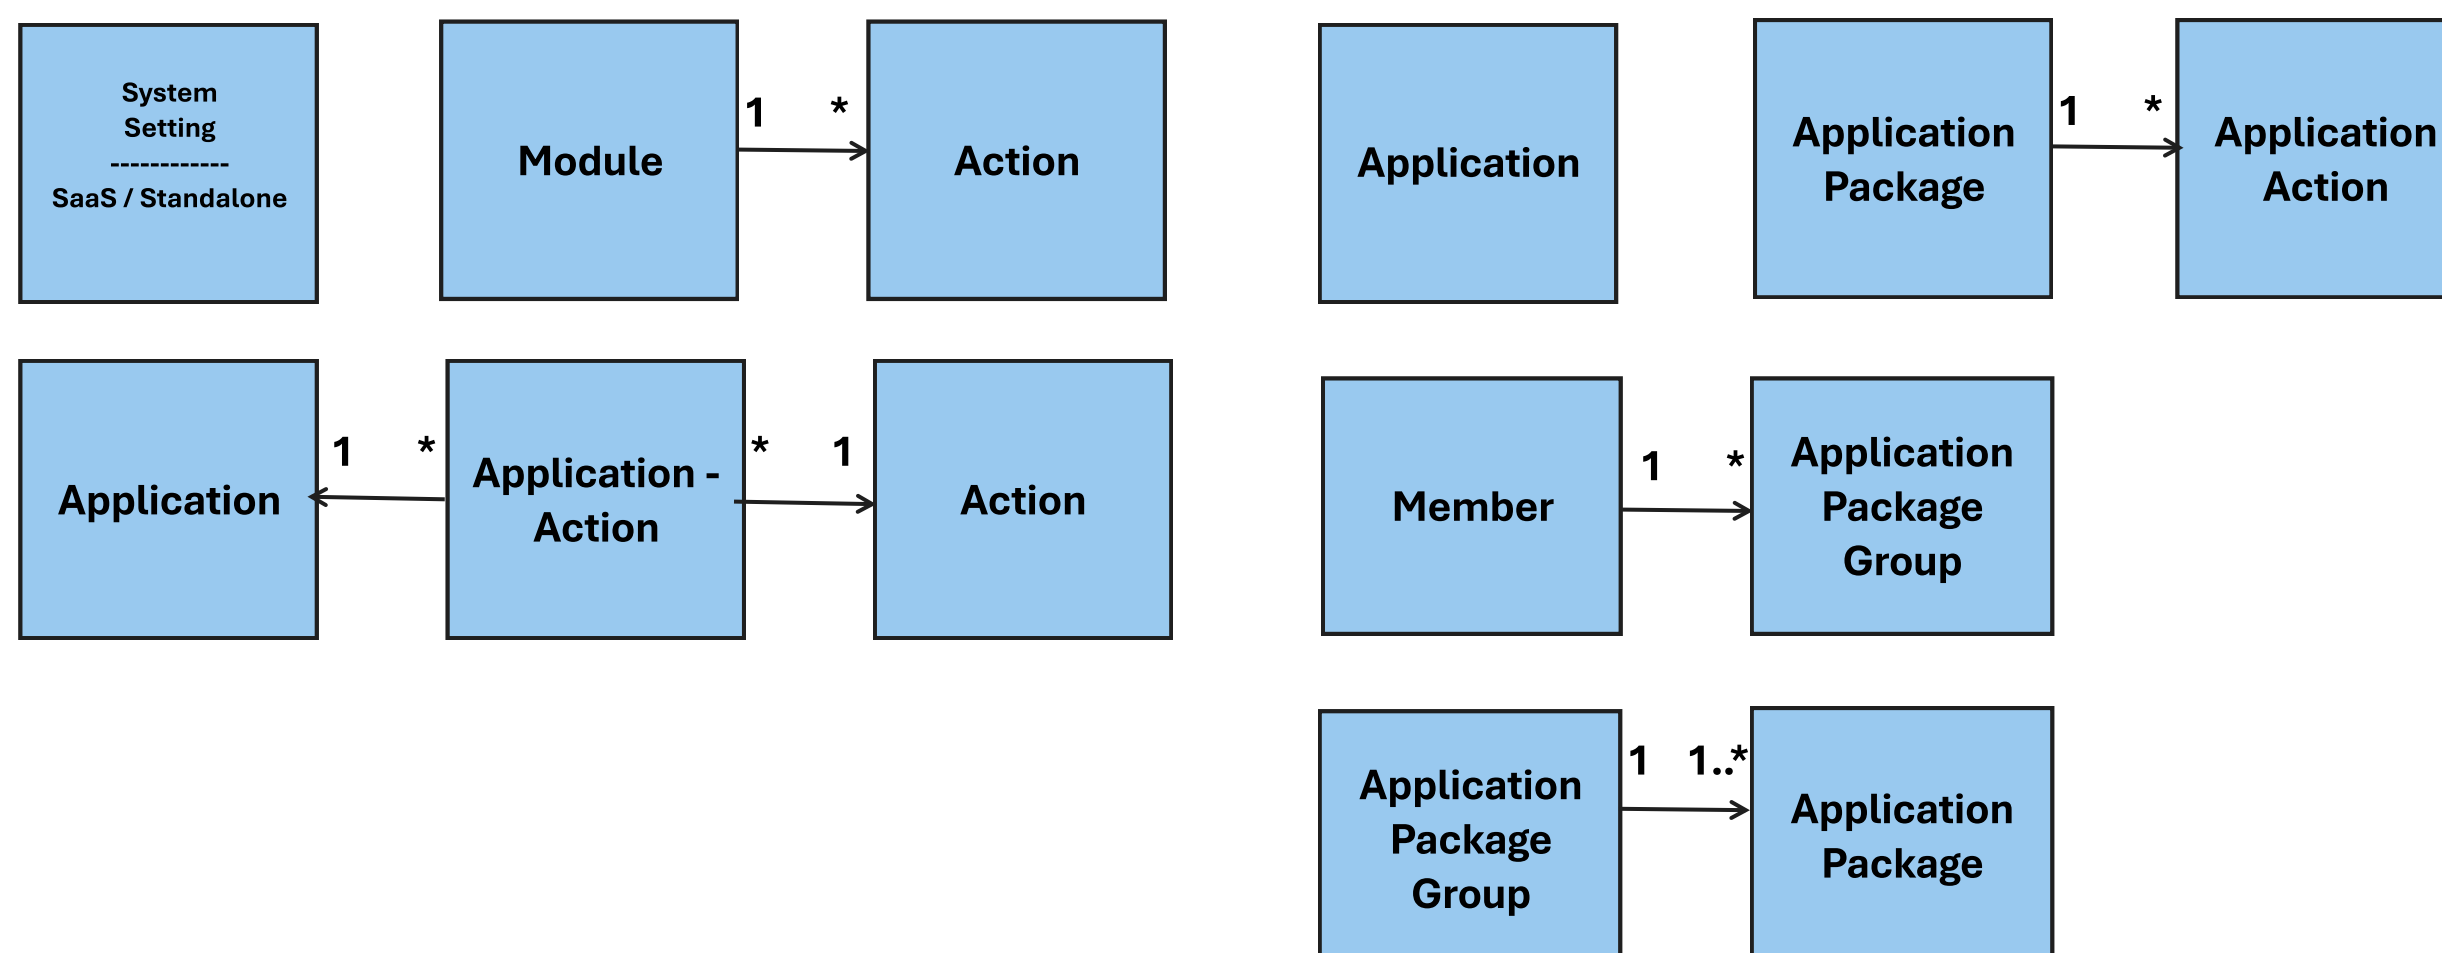 System
Setting
------------
SaaS / Standalone
Module
1 *
Action
Application
Application
Package
1 *
Application
Action
Application
1 *
Application -
Action
* 1
Action
Member
1 *
Application
Package
Group
Application
Package
Group
1 1..*
Application
Package